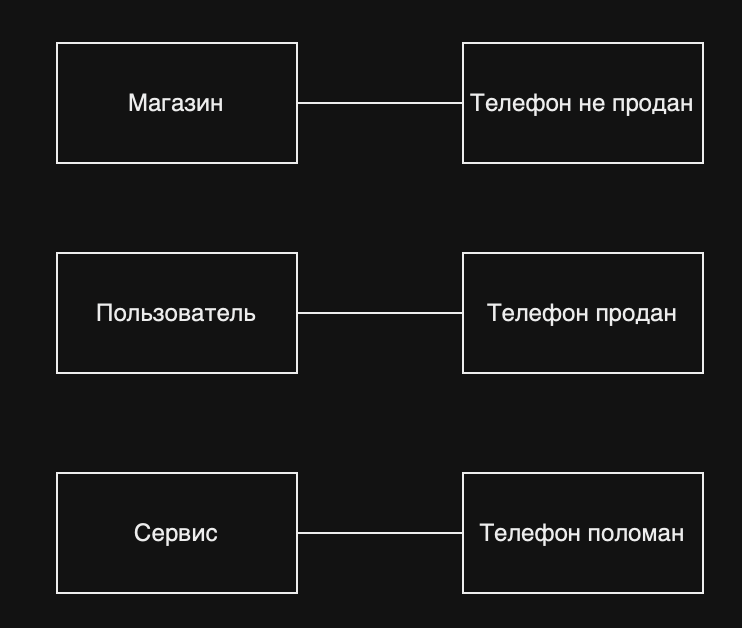 Магазин
Телефон не продан
Пользователь
Телефон продан
Сервис
Телефон поломан